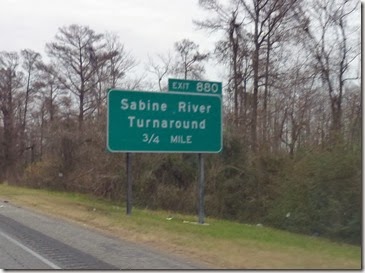 EXIT 880
Sabine River
Turnaround
3/4 MILE